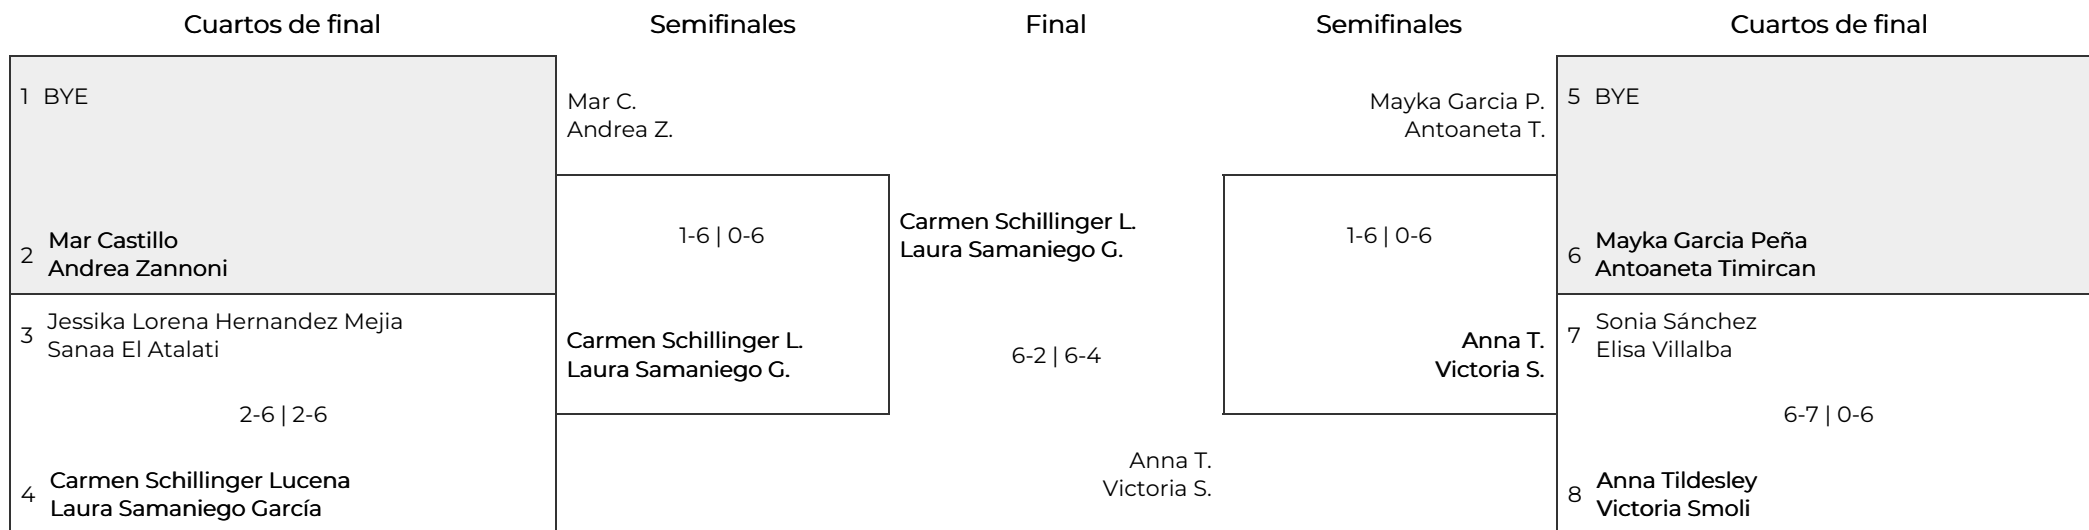 Cuartos de final
Semifinales
Final
Semifinales
Cuartos de final
1 BYE
2 Mar Castillo
Andrea Zannoni
3 Jessika Lorena Hernandez Mejia
Sanaa El Atalati
2-6 | 2-6
4 Carmen Schillinger Lucena
Laura Samaniego García
Mar C.
Andrea Z.
1-6 | 0-6
Carmen Schillinger L.
Laura Samaniego G.
Carmen Schillinger L.
Laura Samaniego G.
6-2 | 6-4
Anna T.
Victoria S.
Mayka Garcia P.
Antoaneta T.
1-6 | 0-6
Anna T.
Victoria S.
5 BYE
6 Mayka Garcia Peña
Antoaneta Timircan
7 Sonia Sánchez
Elisa Villalba
6-7 | 0-6
8 Anna Tildesley
Victoria Smoli